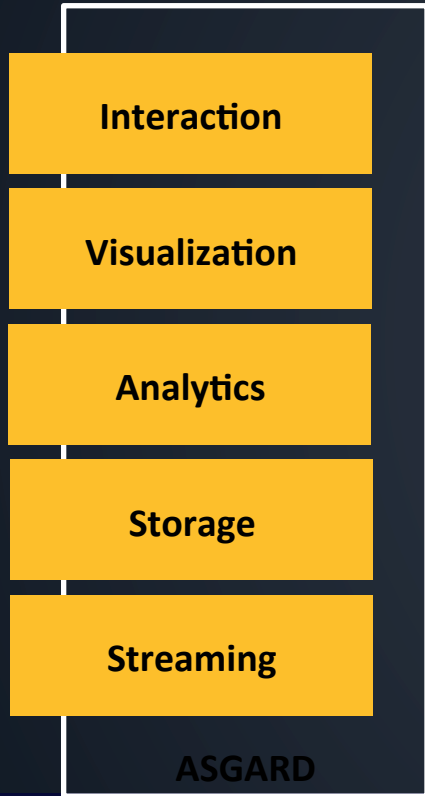 Interaction
Visualization
Analytics
Storage
Streaming
ASGARD